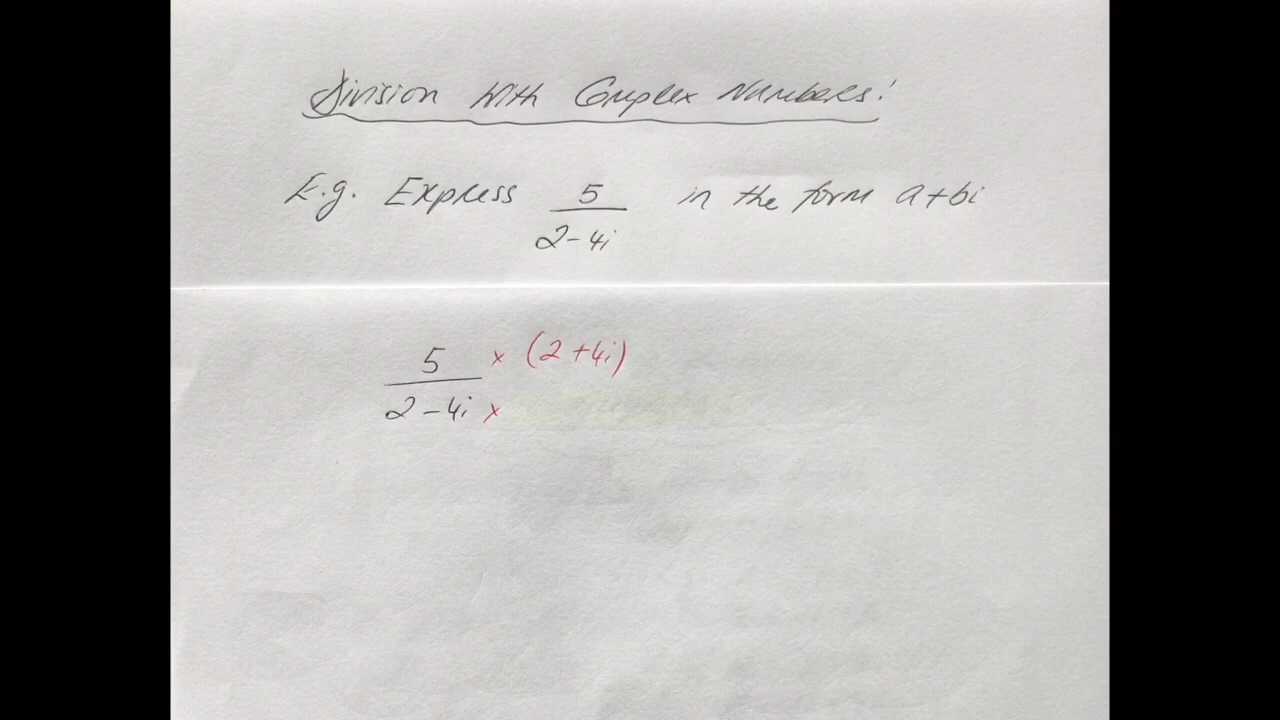 Division With Complex Numbers!
E.g. Express 5/(2-4i) in the form a+bi
5 × (2+4i)
2-4i ×